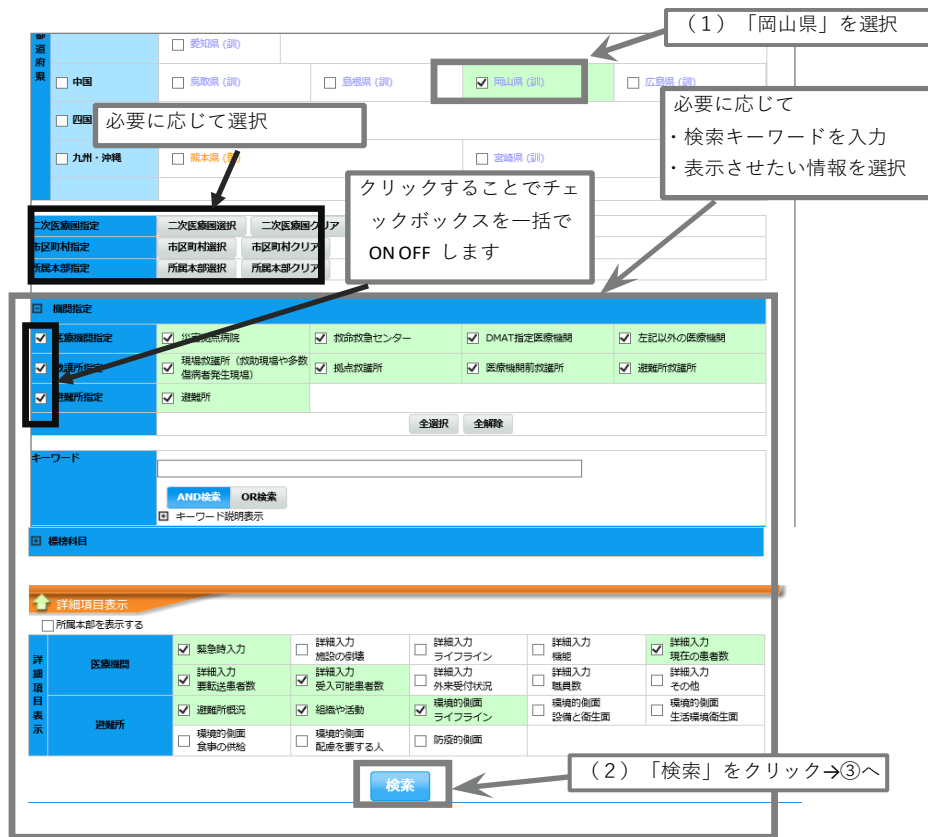 （１）「岡山県」を選択
都道府県
愛知県 (訓)
中国
鳥取県 (訓)
島根県 (訓)
岡山県 (訓)
広島県 (訓)
必要に応じて
・検索キーワードを入力
・表示させたい情報を選択
四国
必要に応じて選択
九州・沖縄
熊本県
宮崎県 (訓)
クリックすることでチェ
ックボックスを一括で
ON OFF します
二次医療圏指定
二次医療圏選択
二次医療圏クリア
市区町村指定
市区町村選択
市区町村クリア
所属本部指定
所属本部選択
所属本部クリア
機関指定
医療機関指定
災害拠点病院
救命救急センター
DMAT指定医療機関
左記以外の医療機関
救護所指定
現場救護所（救助現場や多数
傷病者発生現場）
拠点救護所
医療機関前救護所
避難所救護所
避難所指定
避難所
全選択
全解除
キーワード
AND検索
OR検索
キーワード説明表示
標榜科目
詳細項目表示
所属本部を表示する
詳細項目表示
医療機関
緊急時入力
詳細入力
施設の倒壊
詳細入力
ライフライン
詳細入力
機能
詳細入力
現在の患者数
詳細入力
要転送患者数
詳細入力
受入可能患者数
詳細入力
外来受付状況
詳細入力
職員数
詳細入力
その他
避難所
避難所概況
組織や活動
環境的側面
ライフライン
環境的側面
設備と衛生面
環境的側面
生活環境衛生面
環境的側面
食事の供給
環境的側面
配慮を要する人
防疫的側面
検索
（２）「検索」をクリック→③へ